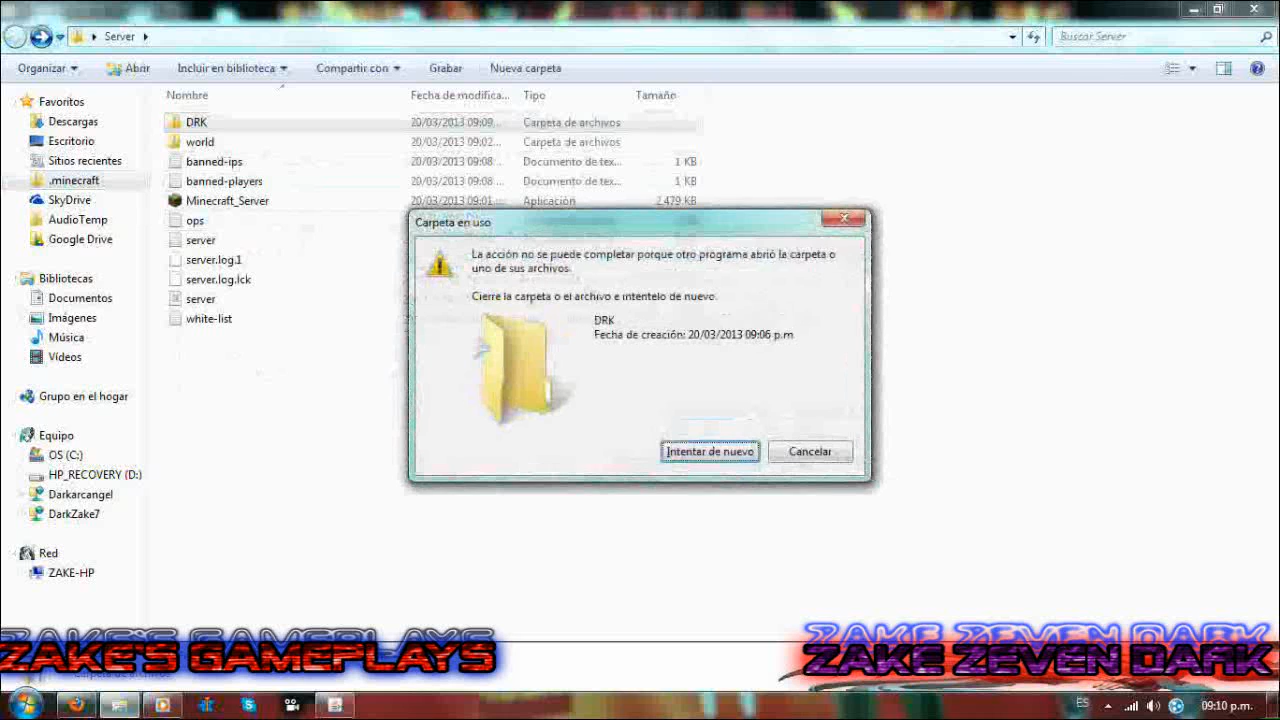 Server
Buscar Server
Organizar
Abrir
Incluir en biblioteca
Compartir con
Grabar
Nueva carpeta
Nombre
Fecha de modifica...
Tipo
Tamaño
Favoritos
Descargas
Escritorio
Sitios recientes
.minecraft
SkyDrive
AudioTemp
Google Drive
Bibliotecas
Documentos
Imágenes
Música
Vídeos
Grupo en el hogar
Equipo
OS (C:)
HP_RECOVERY (D:)
Darkarcangel
DarkZake7
Red
ZAKE-HP
DRK 20/03/2013 09:09... Carpeta de archivos
world 20/03/2013 09:02... Carpeta de archivos
banned-ips 20/03/2013 09:08 ... Documento de tex... 1 KB
banned-players 20/03/2013 09:08 ... Documento de tex... 1 KB
Minecraft_Server 20/03/2013 09:01... Aplicación 2,479 KB
ops
server
server.log.1
server.log.lck
server
white-list
Carpeta en uso
La acción no se puede completar porque otro programa abrió la carpeta o
uno de sus archivos.
Cierre la carpeta o el archivo e inténtelo de nuevo.
DRK
Fecha de creación: 20/03/2013 09:06 p.m
Intentar de nuevo
Cancelar
ZAKE'S GAMEPLAYS
ZAKE'S GAMEPLAYS
Carpeta de archivos
ZAKE ZEVEN DARK
ZAKE ZEVEN DARK
ES
09:10 p.m.